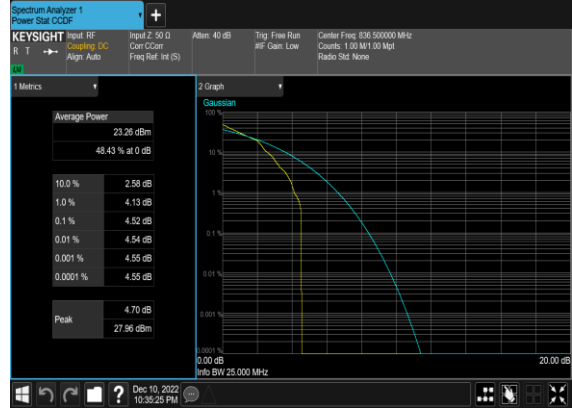 Spectrum Analyzer 1
Power Stat CCDF
+
KEYSIGHT
R T
Input: RF
Coupling: DC
Align: Auto
Input Z: 50 Ω
Corr CCorr
Freq Ref: Int (S)
Atten: 40 dB
Trig: Free Run
#IF Gain: Low
Center Freq: 836.500000 MHz
Counts: 1.00 M/1.00 Mpt
Radio Std: None
1 Metrics
2 Graph
Gaussian
Average Power
23.26 dBm
48.43 % at 0 dB
10.0 % 2.58 dB
1.0 % 4.13 dB
0.1 % 4.52 dB
0.01 % 4.54 dB
0.001 % 4.55 dB
0.0001 % 4.55 dB
Peak
4.70 dB
27.96 dBm
100 %
10 %
1 %
0.1 %
0.01 %
0.001 %
0.0001 %
0.00 dB
20.00 dB
Info BW 25.000 MHz
?
Dec 10, 2022
10:35:25 PM